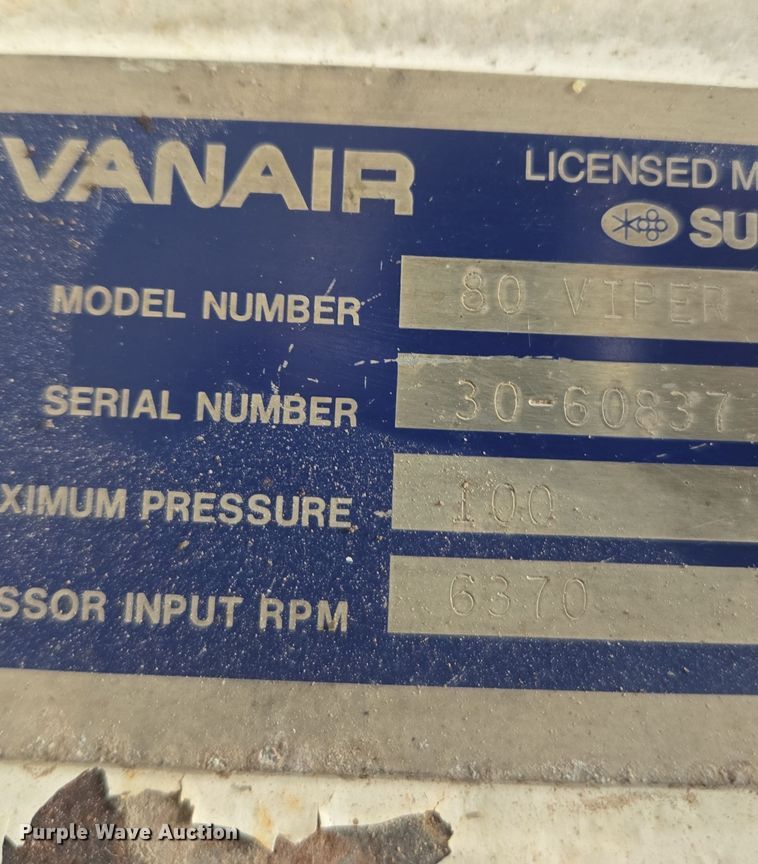 VANAIR
LICENSED M
SU
MODEL NUMBER 80 VIPER
SERIAL NUMBER 30-60837
XIMUM PRESSURE 100
SSOR INPUT RPM 6370
Purple Wave Auction